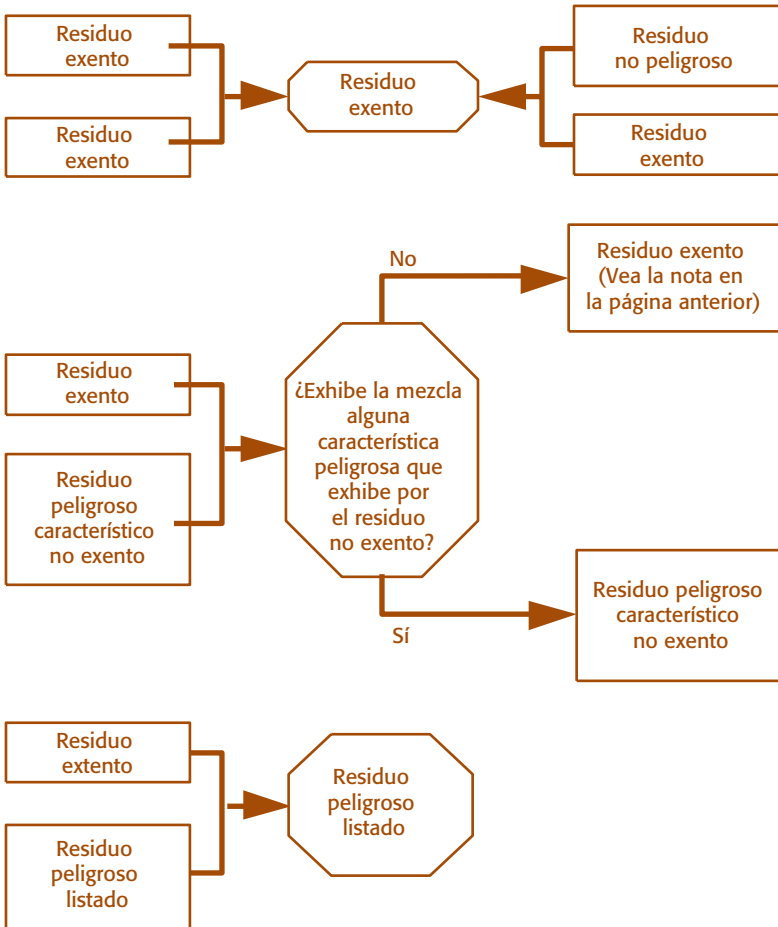 Residuo
exento
Residuo
exento
Residuo
exento
Residuo
no peligroso
Residuo
exento
No
Residuo exento
(Vea la nota en
la página anterior)
Residuo
exento
Residuo
peligroso
característico
no exento
¿Exhibe la mezcla
alguna
característica
peligrosa que
exhibe por
el residuo
no exento?
Sí
Residuo peligroso
característico
no exento
Residuo
extento
Residuo
peligroso
listado
Residuo
peligroso
listado